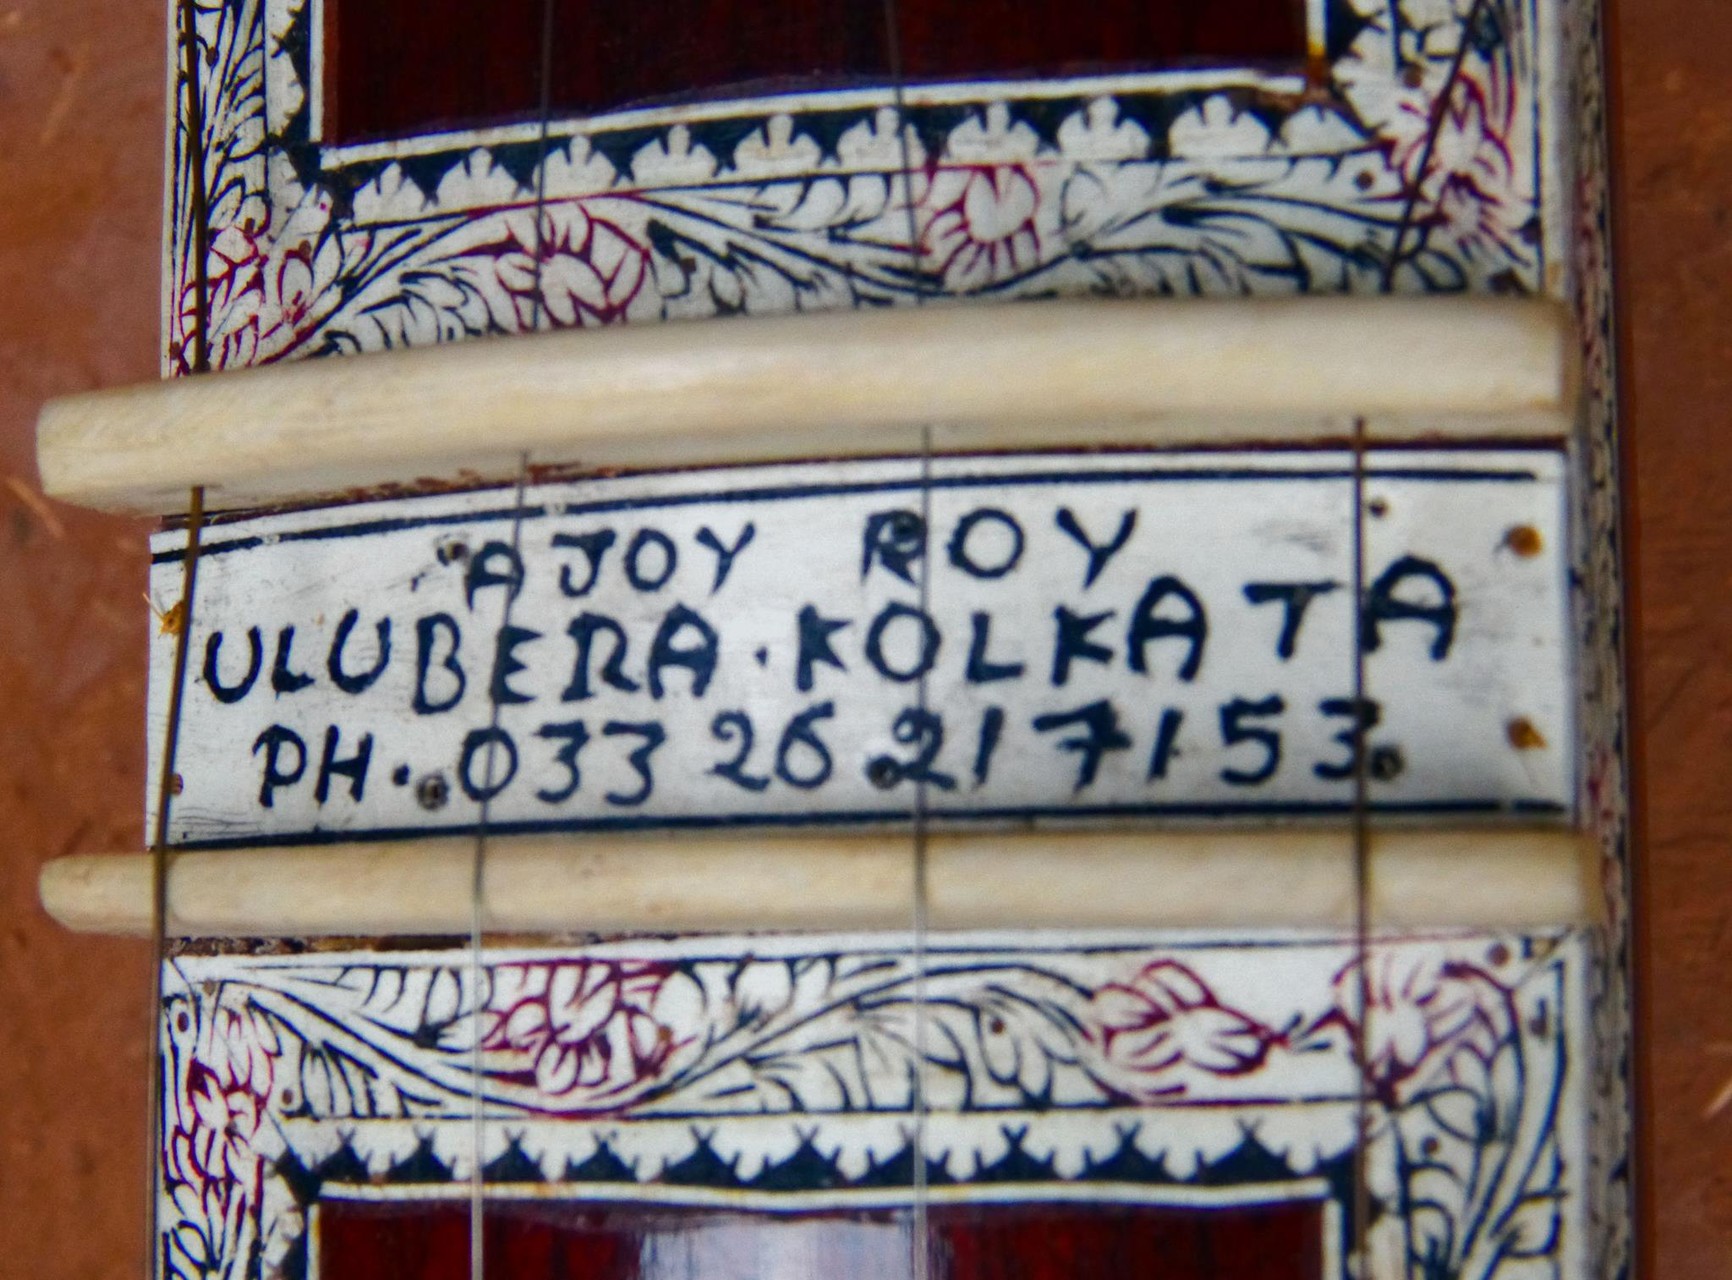 AJOY ROY
ULUBERA · KOLKATA
PH · 033 26 217153